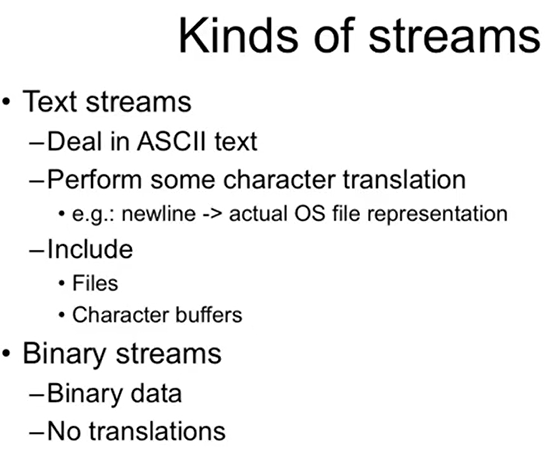 Kinds of streams
• Text streams
–Deal in ASCII text
–Perform some character translation
• e.g.: newline -> actual OS file representation
–Include
• Files
• Character buffers
• Binary streams
–Binary data
–No translations